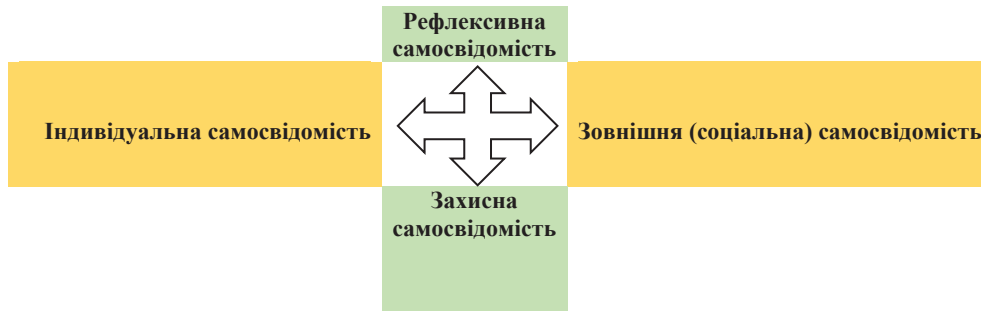 Рефлексивна
самосвідомість
Індивідуальна самосвідомість
Зовнішня (соціальна) самосвідомість
Захисна
самосвідомість